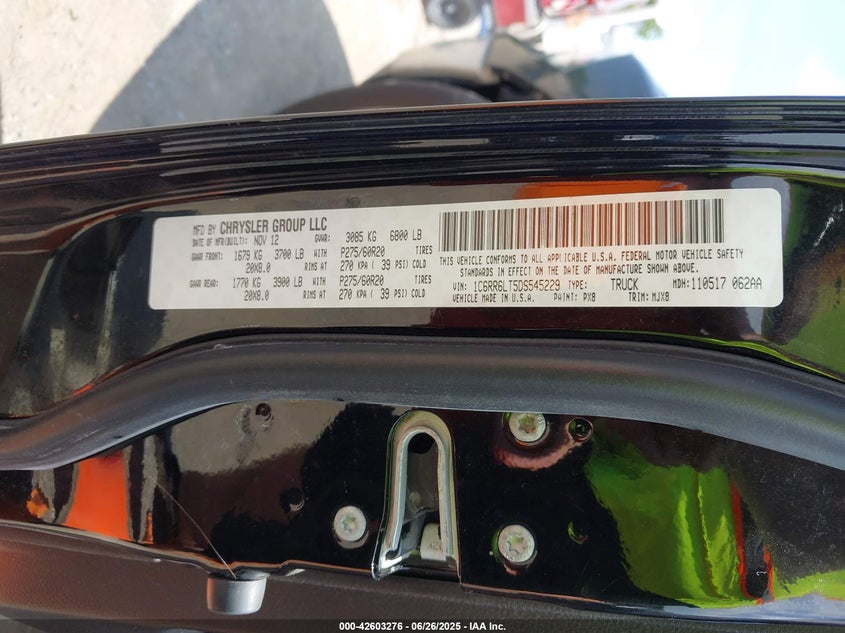 MFD BY CHRYSLER GROUP LLC
DATE OF MFR(BUILT): NOV 12 GVWR: 3085 KG 6800 LB
GAWR FRONT: 1679 KG 3700 LB WITH P275/60R20 TIRES
20X8.0 RIMS AT 270 KPA ( 39 PSI) COLD
GAWR REAR: 1770 KG 3900 LB WITH P275/60R20 TIRES
20X8.0 RIMS AT 270 KPA ( 39 PSI) COLD
THIS VEHICLE CONFORMS TO ALL APPLICABLE U.S.A. FEDERAL MOTOR VEHICLE SAFETY
STANDARDS IN EFFECT ON THE DATE OF MANUFACTURE SHOWN ABOVE.
VIN: 1C6RR6LT5DS545229 TYPE: TRUCK MDH: 110517 062AA
VEHICLE MADE IN U.S.A. PAINT: PX8 TRIM: MJX8
000-42603276 - 06/26/2025 - IAA Inc.